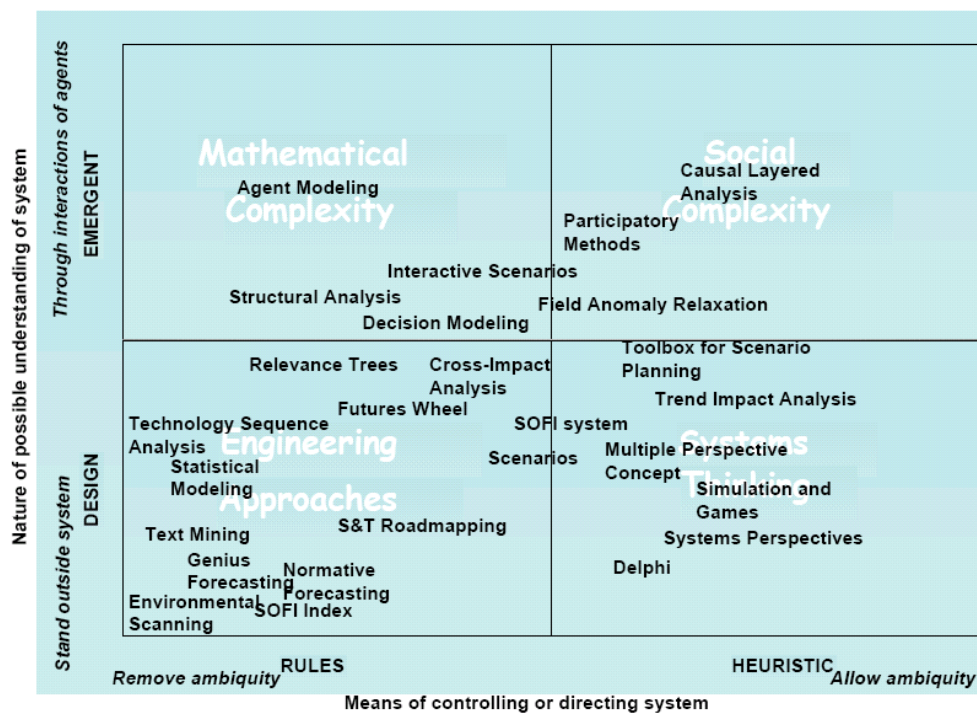 Nature of possible understanding of system
Through interactions of agents
EMERGENT
Stand outside system
DESIGN
Mathematical
Complexity
Agent Modeling
Interactive Scenarios
Structural Analysis
Decision Modeling
Social
Complexity
Causal Layered
Analysis
Participatory
Methods
Field Anomaly Relaxation
Engineering
Approaches
Relevance Trees
Cross-Impact
Analysis
Futures Wheel
Technology Sequence
Analysis
Statistical
Modeling
Scenarios
S&T Roadmapping
Text Mining
Genius
Forecasting
Normative
Forecasting
Environmental
Scanning
SOFI Index
Systems
Thinking
Toolbox for Scenario
Planning
Trend Impact Analysis
SOFI system
Multiple Perspective
Concept
Simulation and
Games
Systems Perspectives
Delphi
Remove ambiquity
RULES
HEURISTIC
Allow ambiquity
Means of controlling or directing system